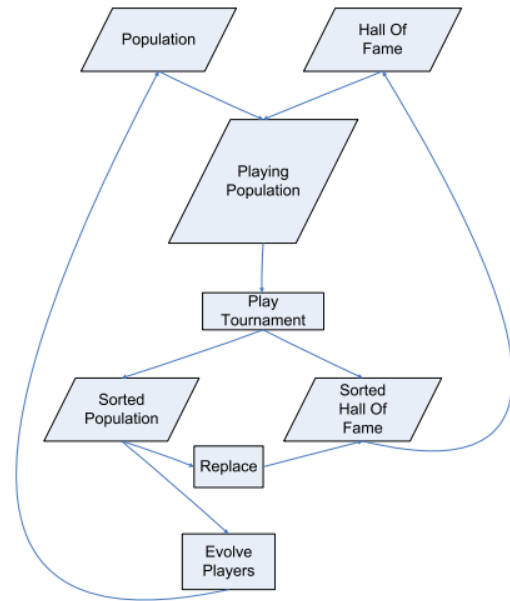 Population
Hall Of
Fame
Playing
Population
Play
Tournament
Sorted
Population
Sorted
Hall Of
Fame
Replace
Evolve
Players